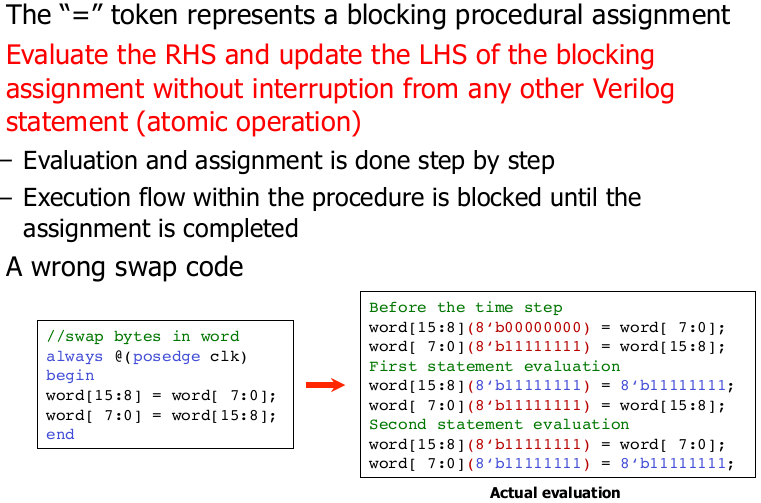 The “=” token represents a blocking procedural assignment
Evaluate the RHS and update the LHS of the blocking
assignment without interruption from any other Verilog
statement (atomic operation)
– Evaluation and assignment is done step by step
– Execution flow within the procedure is blocked until the
assignment is completed
A wrong swap code
//swap bytes in word
always @(posedge clk)
begin
word[15:8] = word[ 7:0];
word[ 7:0] = word[15:8];
end
Before the time step
word[15:8](8‘b00000000) = word[ 7:0];
word[ 7:0](8‘b11111111) = word[15:8];
First statement evaluation
word[15:8](8‘b11111111) = 8‘b11111111;
word[ 7:0](8‘b11111111) = word[15:8];
Second statement evaluation
word[15:8](8‘b11111111) = word[ 7:0];
word[ 7:0](8‘b11111111) = 8‘b11111111;
Actual evaluation